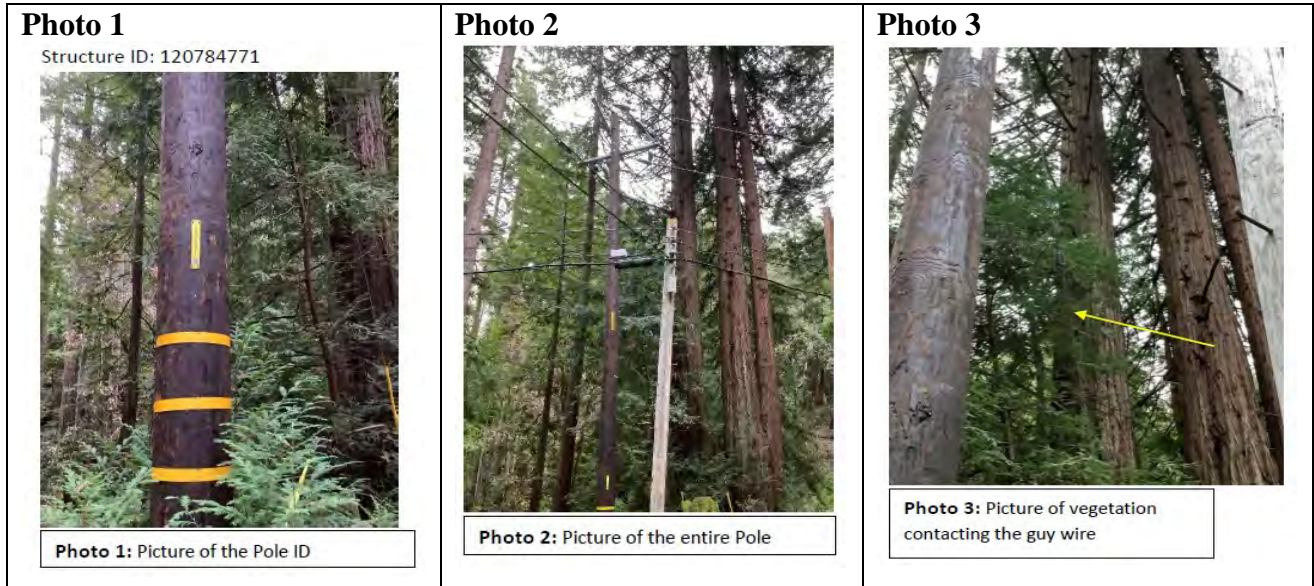 Photo 1
Structure ID: 120784771
Photo 1: Picture of the Pole ID
Photo 2
Photo 2: Picture of the entire Pole
Photo 3
Photo 3: Picture of vegetation
contacting the guy wire